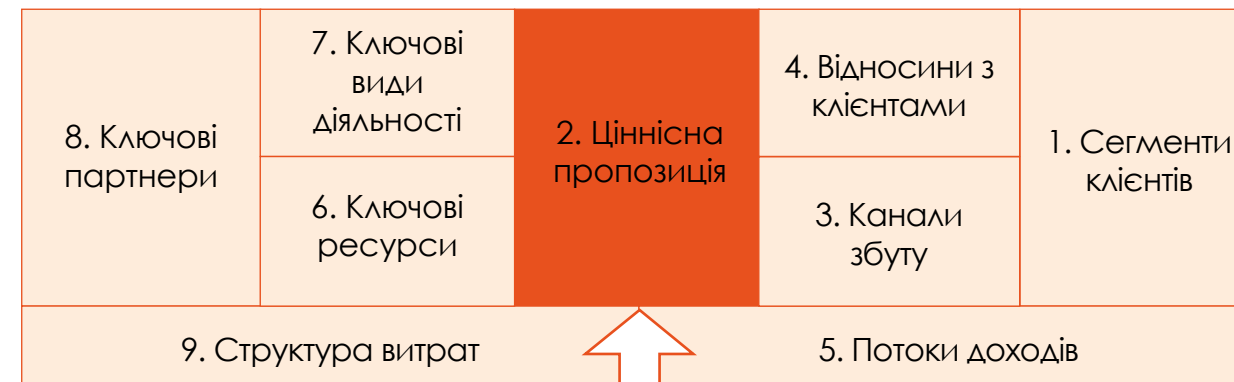 8. Ключові
партнери
7. Ключові
види
діяльності
6. Ключові
ресурси
2. Ціннісна
пропозиція
4. Відносини з
клієнтами
3. Канали
збуту
1. Сегменти
клієнтів
9. Структура витрат
5. Потоки доходів